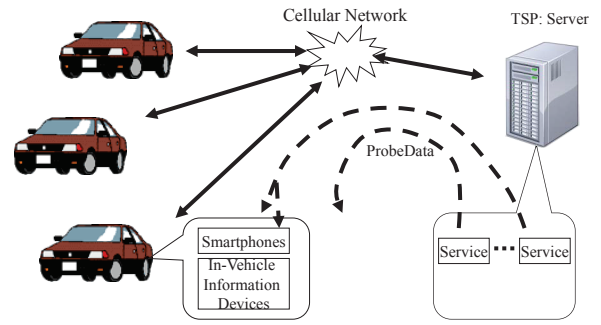 Cellular Network
TSP: Server
ProbeData
Smartphones
In-Vehicle
Information
Devices
Service ... Service